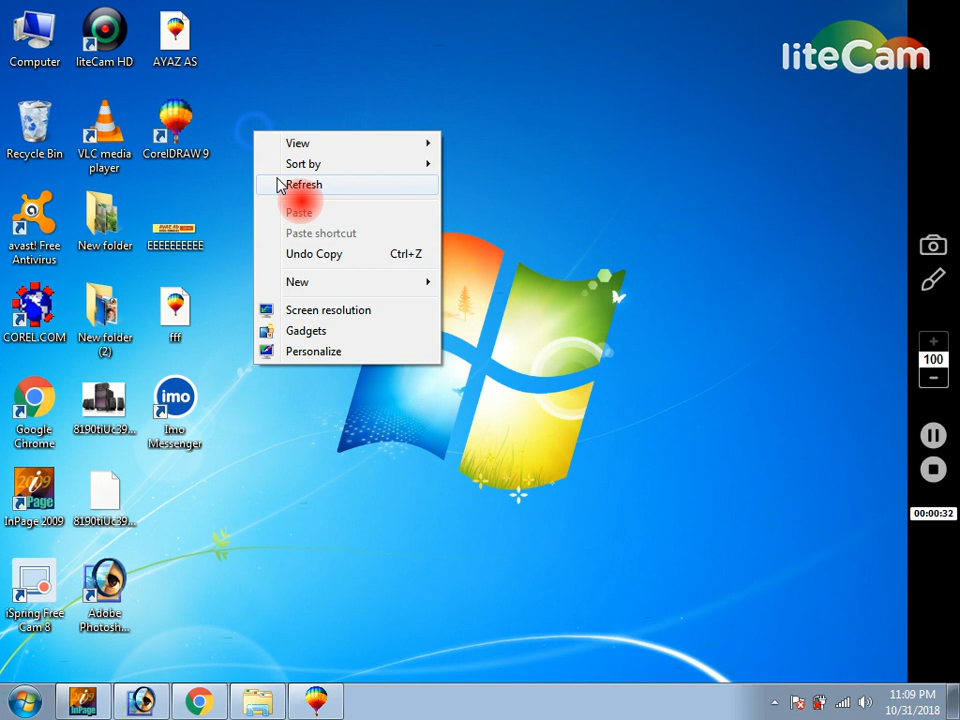 Computer
liteCam HD
AYAZ AS
liteCam
Recycle Bin
VLC media
player
CorelDRAW 9
avast! Free
Antivirus
New folder
EEEEEEEEEE
COREL.COM
New folder
(2)
fff
Google
Chrome
8190tiUc39...
Imo
Messenger
imo
InPage 2009
8190tiUc39...
iSpring Free
Cam 8
Adobe
Photosh...
View
Sort by
Refresh
Paste
Paste shortcut
Undo Copy Ctrl+Z
New
Screen resolution
Gadgets
Personalize
100
00:00:32
InPage
11:09 PM
10/31/2018